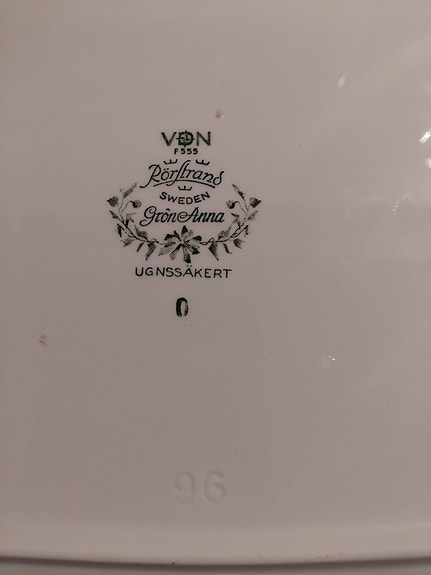 VDN
F555
Rörstrand
SWEDEN
Grön Anna
UGNSSÄKERT
0
96